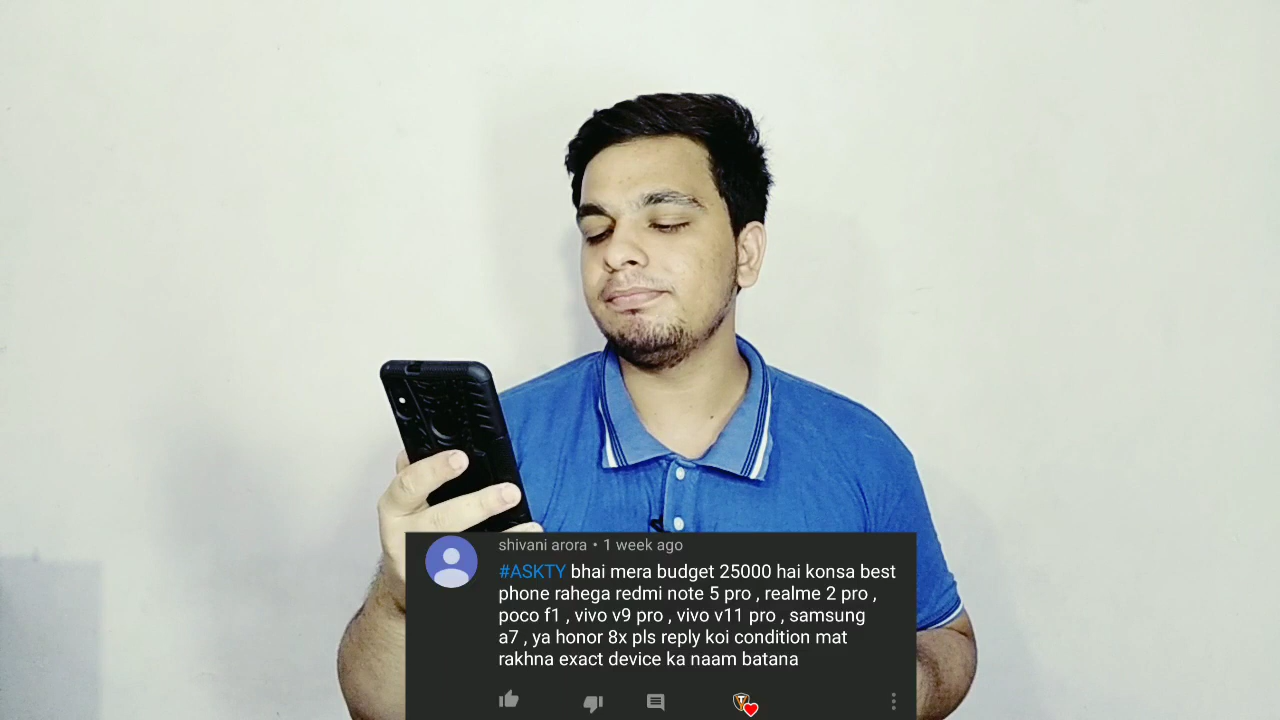 shivani arora • 1 week ago
#ASKTY bhai mera budget 25000 hai konsa best
phone rahega redmi note 5 pro , realme 2 pro ,
poco f1 , vivo v9 pro , vivo v11 pro , samsung
a7 , ya honor 8x pls reply koi condition mat
rakhna exact device ka naam batana